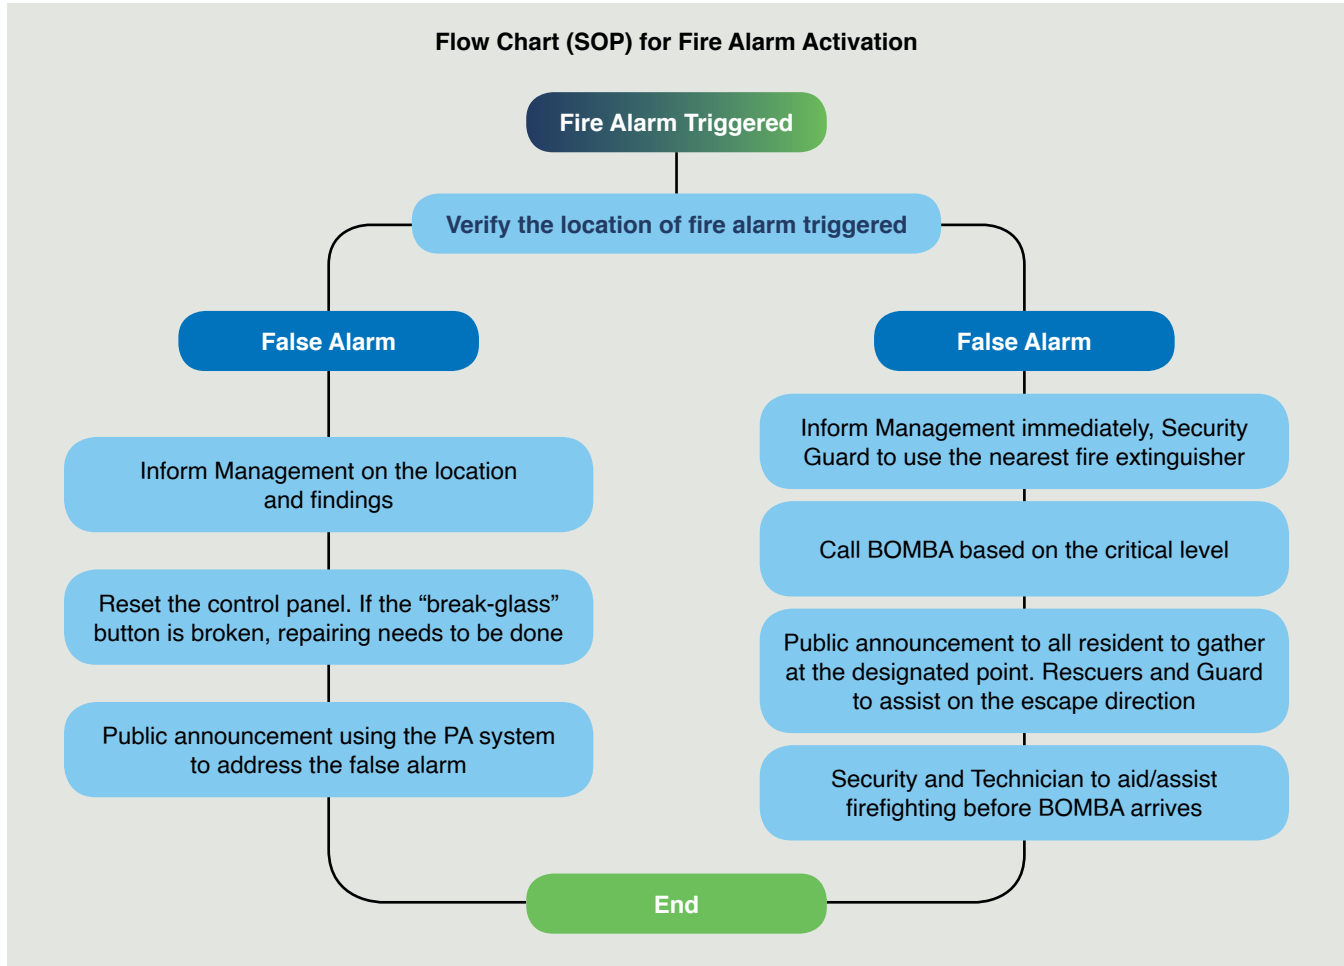 Flow Chart (SOP) for Fire Alarm Activation
Fire Alarm Triggered
Verify the location of fire alarm triggered
False Alarm
Inform Management on the location
and findings
Reset the control panel. If the “break-glass”
button is broken, repairing needs to be done
Public announcement using the PA system
to address the false alarm
False Alarm
Inform Management immediately, Security
Guard to use the nearest fire extinguisher
Call BOMBA based on the critical level
Public announcement to all resident to gather
at the designated point. Rescuers and Guard
to assist on the escape direction
Security and Technician to aid/assist
firefighting before BOMBA arrives
End